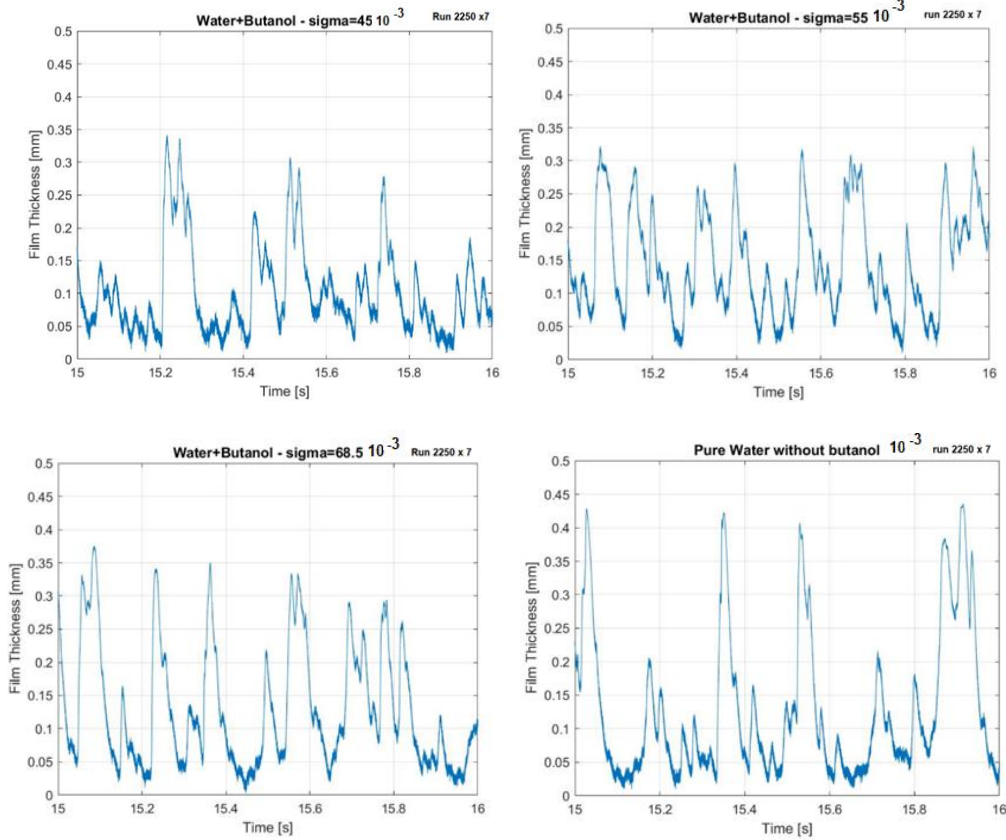 Water+Butanol - sigma=45 10 -3 Run 2250 x7
0.5
0.45
0.4
0.35
0.3
0.25
0.2
0.15
0.1
0.05
0
Film Thickness [mm]
15 15.2 15.4 15.6 15.8 16
Time [s]
Water+Butanol - sigma=55 10 -3 run 2250 x 7
0.5
0.45
0.4
0.35
0.3
0.25
0.2
0.15
0.1
0.05
0
Film Thickness [mm]
15 15.2 15.4 15.6 15.8 16
Time [s]
Water+Butanol - sigma=68.5 10 -3 Run 2250 x 7
0.5
0.45
0.4
0.35
0.3
0.25
0.2
0.15
0.1
0.05
0
Film Thickness [mm]
15 15.2 15.4 15.6 15.8 16
Time [s]
Pure Water without butanol 10 -3 run 2250 x 7
0.5
0.45
0.4
0.35
0.3
0.25
0.2
0.15
0.1
0.05
0
Film Thickness [mm]
15 15.2 15.4 15.6 15.8 16
Time [s]